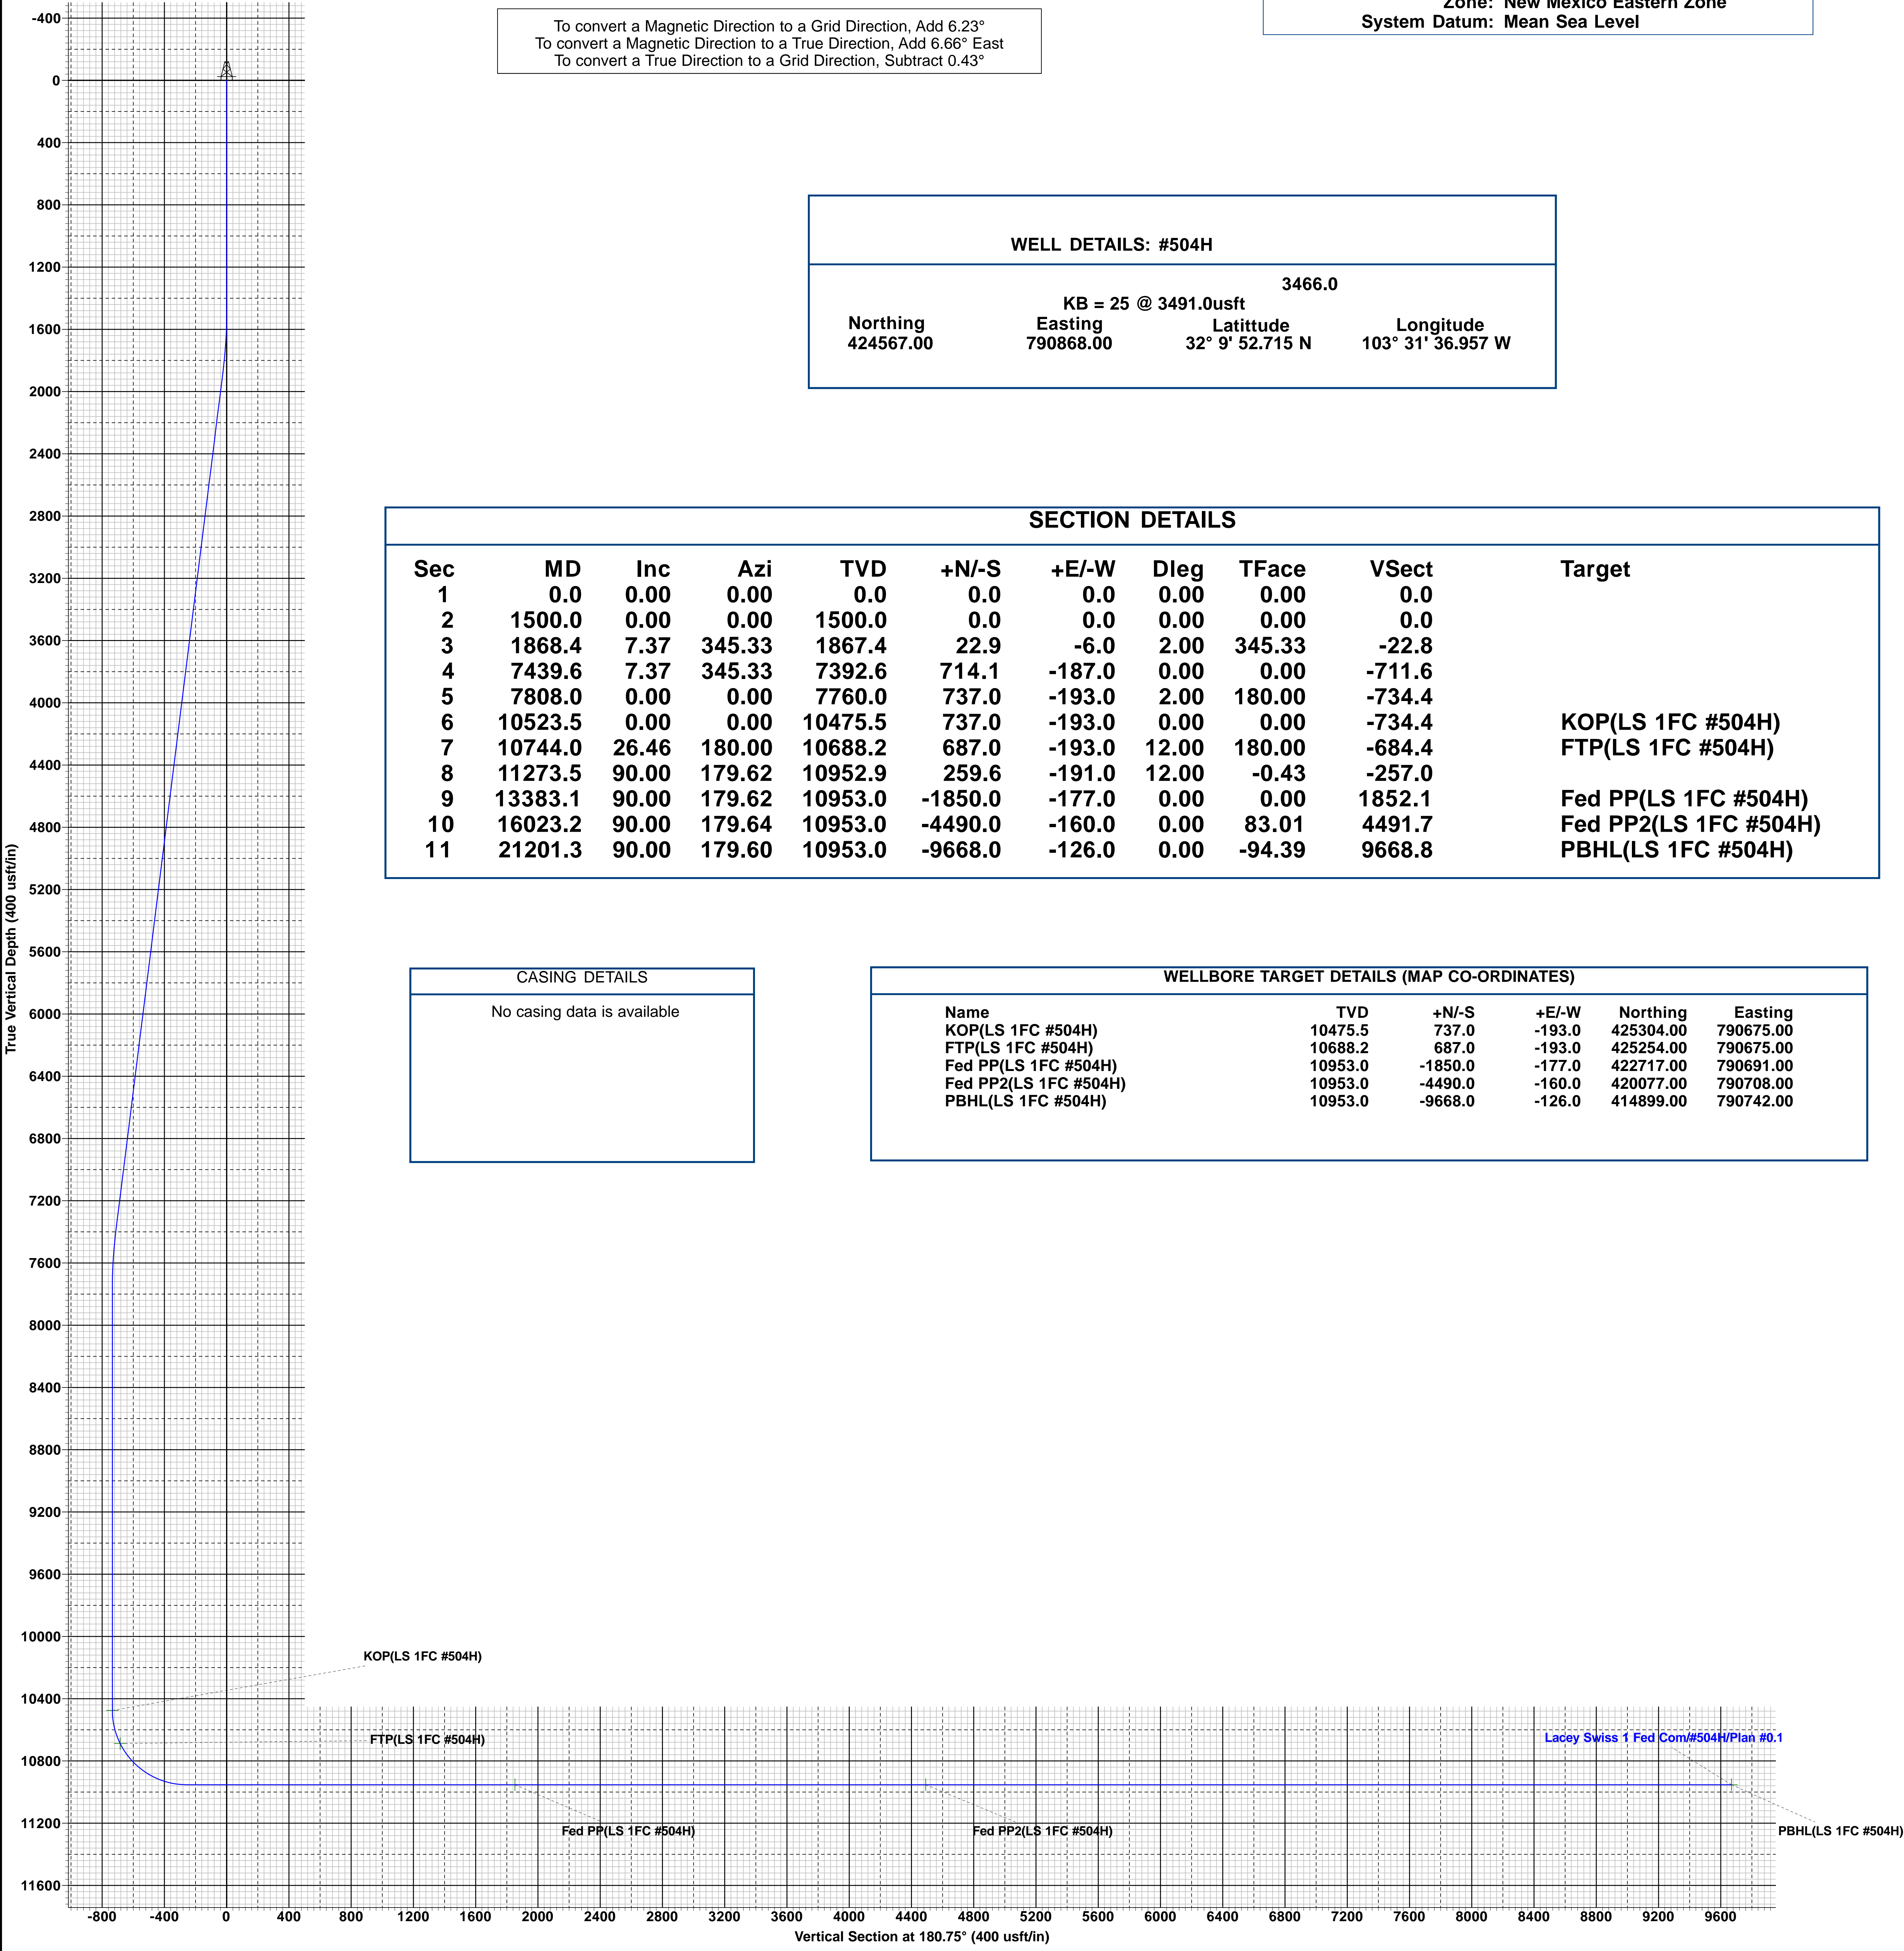 Zone: New Mexico Eastern Zone
System Datum: Mean Sea Level
To convert a Magnetic Direction to a Grid Direction, Add 6.23°
To convert a Magnetic Direction to a True Direction, Add 6.66° East
To convert a True Direction to a Grid Direction, Subtract 0.43°
WELL DETAILS: #504H
3466.0
KB = 25 @ 3491.0usft
Northing Easting Latittude Longitude
424567.00 790868.00 32° 9' 52.715 N 103° 31' 36.957 W
SECTION DETAILS
Sec MD Inc Azi TVD +N/-S +E/-W Dleg TFace VSect Target
1 0.0 0.00 0.00 0.0 0.0 0.0 0.00 0.00 0.0
2 1500.0 0.00 0.00 1500.0 0.0 0.0 0.00 0.00 0.0
3 1868.4 7.37 345.33 1867.4 22.9 -6.0 2.00 345.33 -22.8
4 7439.6 7.37 345.33 7392.6 714.1 -187.0 0.00 0.00 -711.6
5 7808.0 0.00 0.00 7760.0 737.0 -193.0 2.00 180.00 -734.4
6 10523.5 0.00 0.00 10475.5 737.0 -193.0 0.00 0.00 -734.4 KOP(LS 1FC #504H)
7 10744.0 26.46 180.00 10688.2 687.0 -193.0 12.00 180.00 -684.4 FTP(LS 1FC #504H)
8 11273.5 90.00 179.62 10952.9 259.6 -191.0 12.00 -0.43 -257.0
9 13383.1 90.00 179.62 10953.0 -1850.0 -177.0 0.00 0.00 1852.1 Fed PP(LS 1FC #504H)
10 16023.2 90.00 179.64 10953.0 -4490.0 -160.0 0.00 83.01 4491.7 Fed PP2(LS 1FC #504H)
11 21201.3 90.00 179.60 10953.0 -9668.0 -126.0 0.00 -94.39 9668.8 PBHL(LS 1FC #504H)
CASING DETAILS
No casing data is available
WELLBORE TARGET DETAILS (MAP CO-ORDINATES)
Name TVD +N/-S +E/-W Northing Easting
KOP(LS 1FC #504H) 10475.5 737.0 -193.0 425304.00 790675.00
FTP(LS 1FC #504H) 10688.2 687.0 -193.0 425254.00 790675.00
Fed PP(LS 1FC #504H) 10953.0 -1850.0 -177.0 422717.00 790691.00
Fed PP2(LS 1FC #504H) 10953.0 -4490.0 -160.0 420077.00 790708.00
PBHL(LS 1FC #504H) 10953.0 -9668.0 -126.0 414899.00 790742.00
True Vertical Depth (400 usft/in)
-400
0
400
800
1200
1600
2000
2400
2800
3200
3600
4000
4400
4800
5200
5600
6000
6400
6800
7200
7600
8000
8400
8800
9200
9600
10000
10400
10800
11200
11600
KOP(LS 1FC #504H)
FTP(LS 1FC #504H)
Lacey Swiss 1 Fed Com/#504H/Plan #0.1
Fed PP(LS 1FC #504H)
Fed PP2(LS 1FC #504H)
PBHL(LS 1FC #504H)
-800 -400 0 400 800 1200 1600 2000 2400 2800 3200 3600 4000 4400 4800 5200 5600 6000 6400 6800 7200 7600 8000 8400 8800 9200 9600
Vertical Section at 180.75° (400 usft/in)